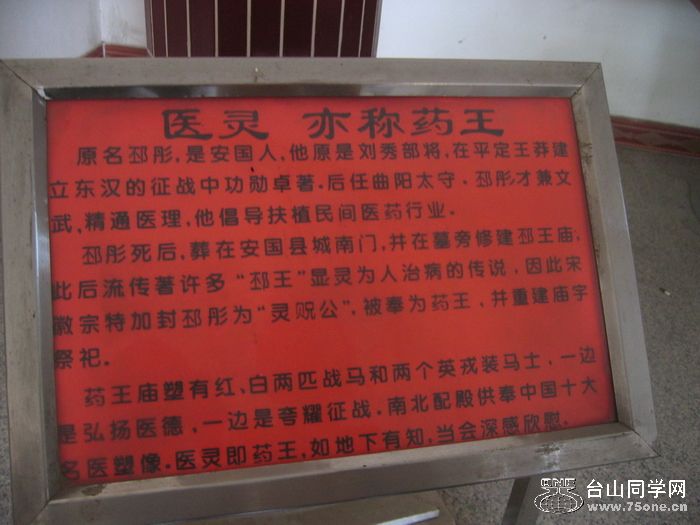 医灵 亦称药王
原名邳彤,是安国人,他原是刘秀部将,在平定王莽建
立东汉的征战中功勋卓著.后任曲阳太守.邳彤才兼文
武,精通医理,他倡导扶植民间医药行业.
邳彤死后,葬在安国县城南门,并在墓旁修建邳王庙;
此后流传著许多“邳王”显灵为人治病的传说,因此宋
徽宗特加封邳彤为“灵贶公”,被奉为药王,并重建庙字
祭祀.
药王庙塑有红、白两匹战马和两个英戎装马士,一边
是弘扬医德,一边是夸耀征战.南北配殿供奉中国十大
名医塑像.医灵即药王,如地下有知,当会深感欣慰.
台山同学网
www.75one.cn